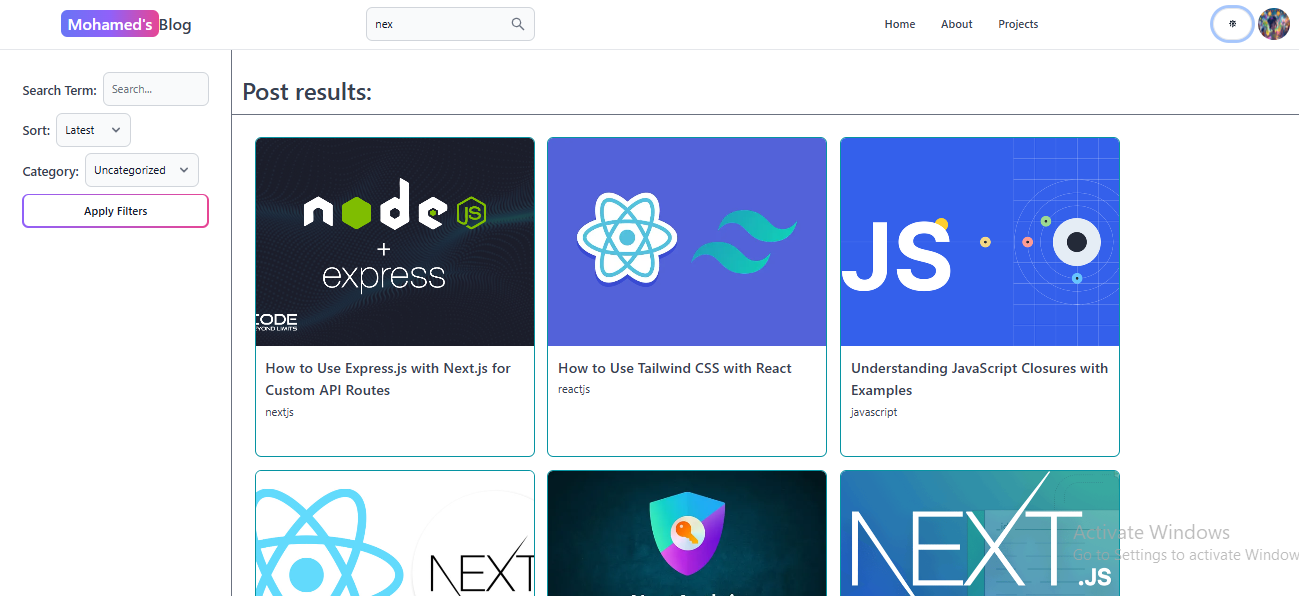 Mohamed's Blog
nex
Home About Projects
Search Term: Search...
Sort: Latest
Category: Uncategorized
Apply Filters
Post results:
node JS
+
express
CODE
BEYOND LIMITS
JS
How to Use Express.js with Next.js for
Custom API Routes
nextjs
How to Use Tailwind CSS with React
reactjs
Understanding JavaScript Closures with
Examples
javascript
NEXT
NEXT
.JS
Activate Windows
Go to Settings to activate Window